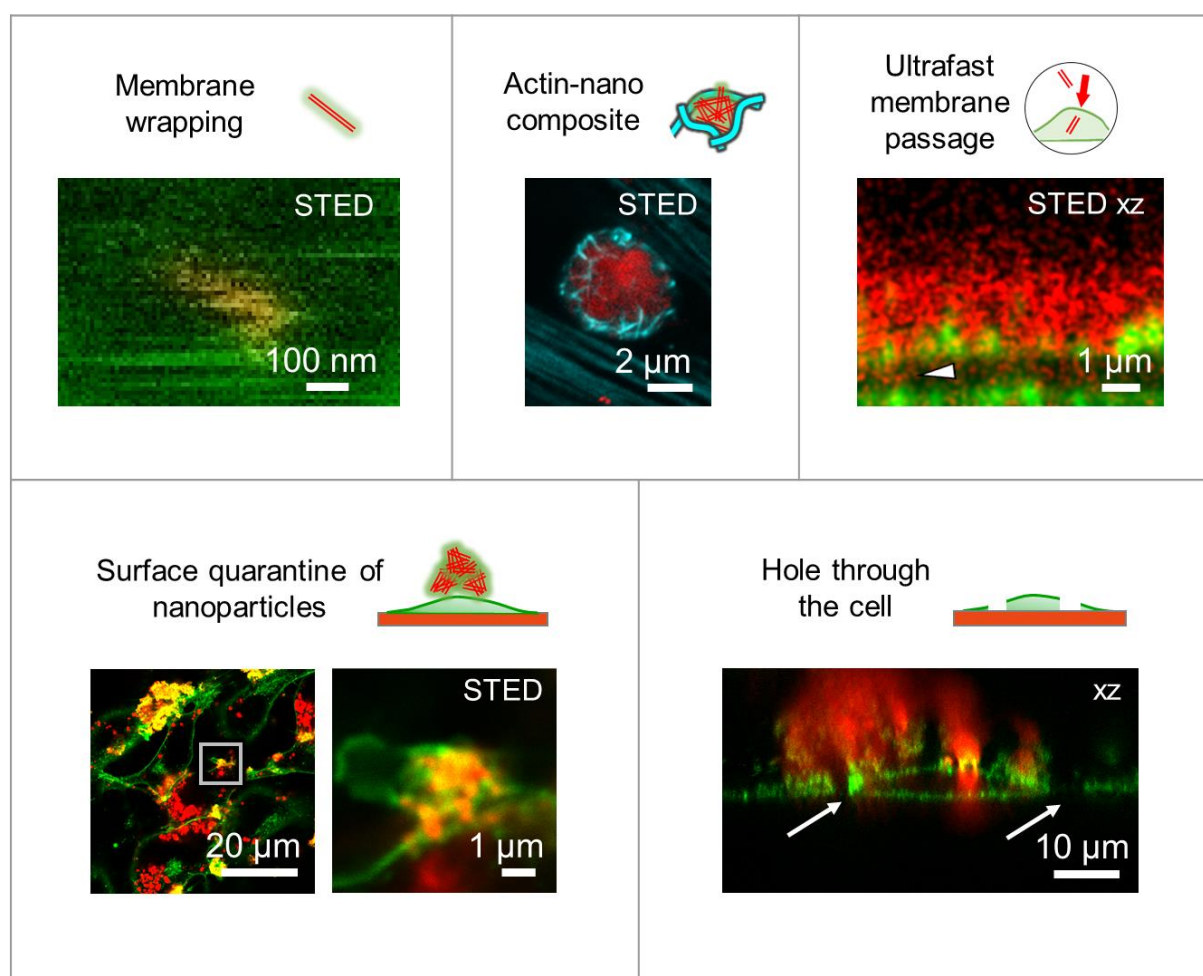 Membrane
wrapping
STED
100 nm
Actin-nano
composite
STED
2 µm
Ultrafast
membrane
passage
STED xz
1 µm
Surface quarantine of
nanoparticles
20 µm
STED
1 µm
Hole through
the cell
xz
10 µm